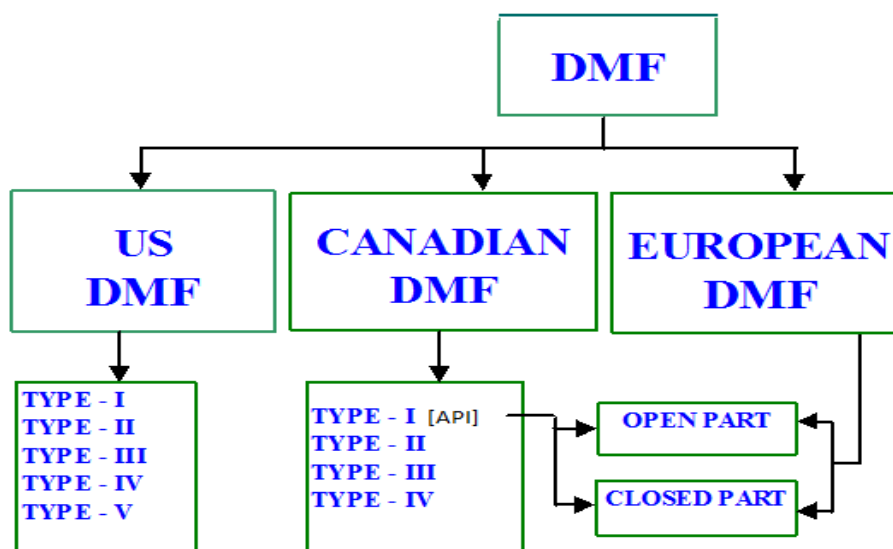 DMF
US
DMF
CANADIAN
DMF
EUROPEAN
DMF
TYPE - I
TYPE - II
TYPE - III
TYPE - IV
TYPE - V
TYPE - I [API]
TYPE - II
TYPE - III
TYPE - IV
OPEN PART
CLOSED PART